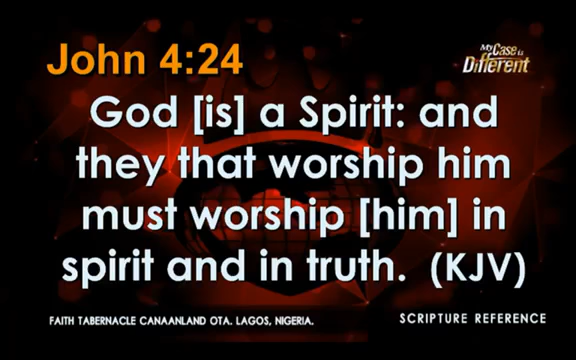 John 4:24
My Case is
Different
God [is] a Spirit: and
they that worship him
must worship [him] in
spirit and in truth. (KJV)
FAITH TABERNACLE CANAANLAND OTA. LAGOS, NIGERIA.
SCRIPTURE REFERENCE